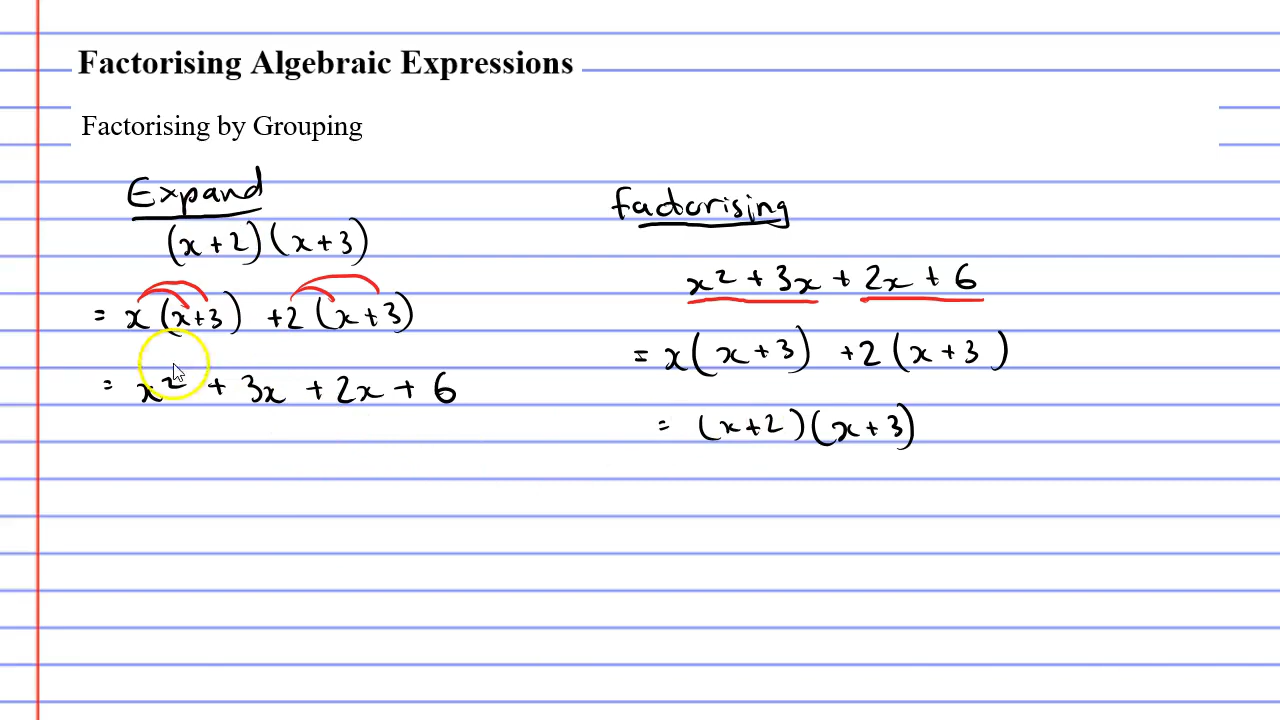 Factorising Algebraic Expressions
Factorising by Grouping
Expand
(x+2)(x+3)
= x(x+3) +2(x+3)
= x² + 3x + 2x + 6
factorising
x² + 3x + 2x + 6
= x(x+3) +2(x+3)
= (x+2)(x+3)